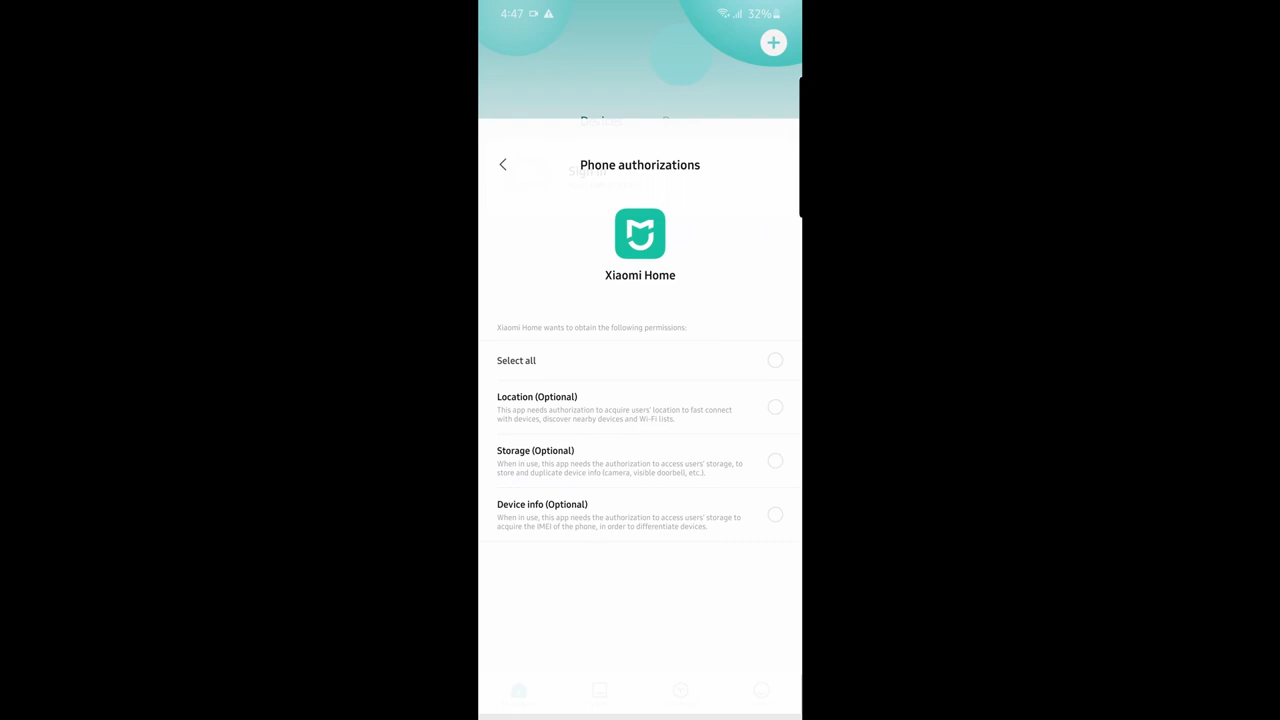 4:47
32%
Devices
Phone authorizations
Xiaomi Home
Xiaomi Home wants to obtain the following permissions:
Select all
Location (Optional)
This app needs authorization to acquire users' location to fast connect
with devices, discover nearby devices and Wi-Fi lists.
Storage (Optional)
When in use, this app needs the authorization to access users' storage, to
store and duplicate device info (camera, visible doorbell, etc.).
Device info (Optional)
When in use, this app needs the authorization to access users' storage to
acquire the IMEI of the phone, in order to differentiate devices.